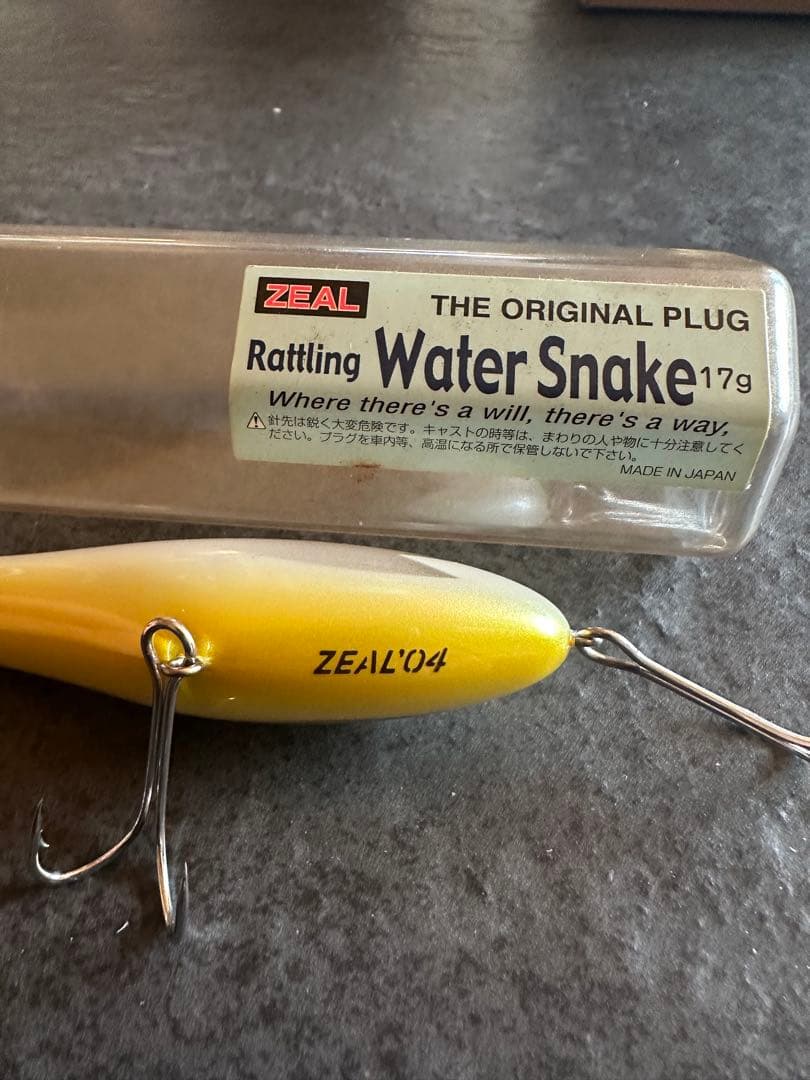 ZEAL
THE ORIGINAL PLUG
Rattling Water Snake 17g
Where there's a will, there's a way,
⚠針先は鋭く大変危険です。キャストの時等は、まわりの人や物に十分注意してく
ださい。プラグを車内等、高温になる所で保管しないで下さい。
MADE IN JAPAN
ZEAL'04